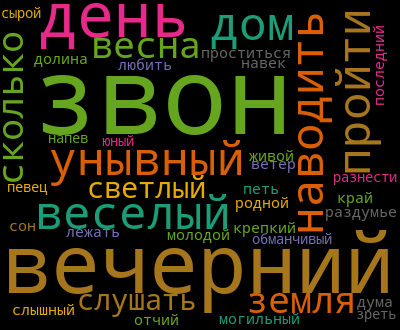 сырой
день
дом
пройти
последний
сколько
весна
проститься
долина
любить
навек
звон
наводить
напев
юный
унывный
живой
ветер
разнести
певец
светлый
петь
родной
край
веселый
раздумье
сон
лежать
молодой
крепкий
обманчивый
вечерний
слушать
земля
дума
слышный
отчий
могильный
зреть